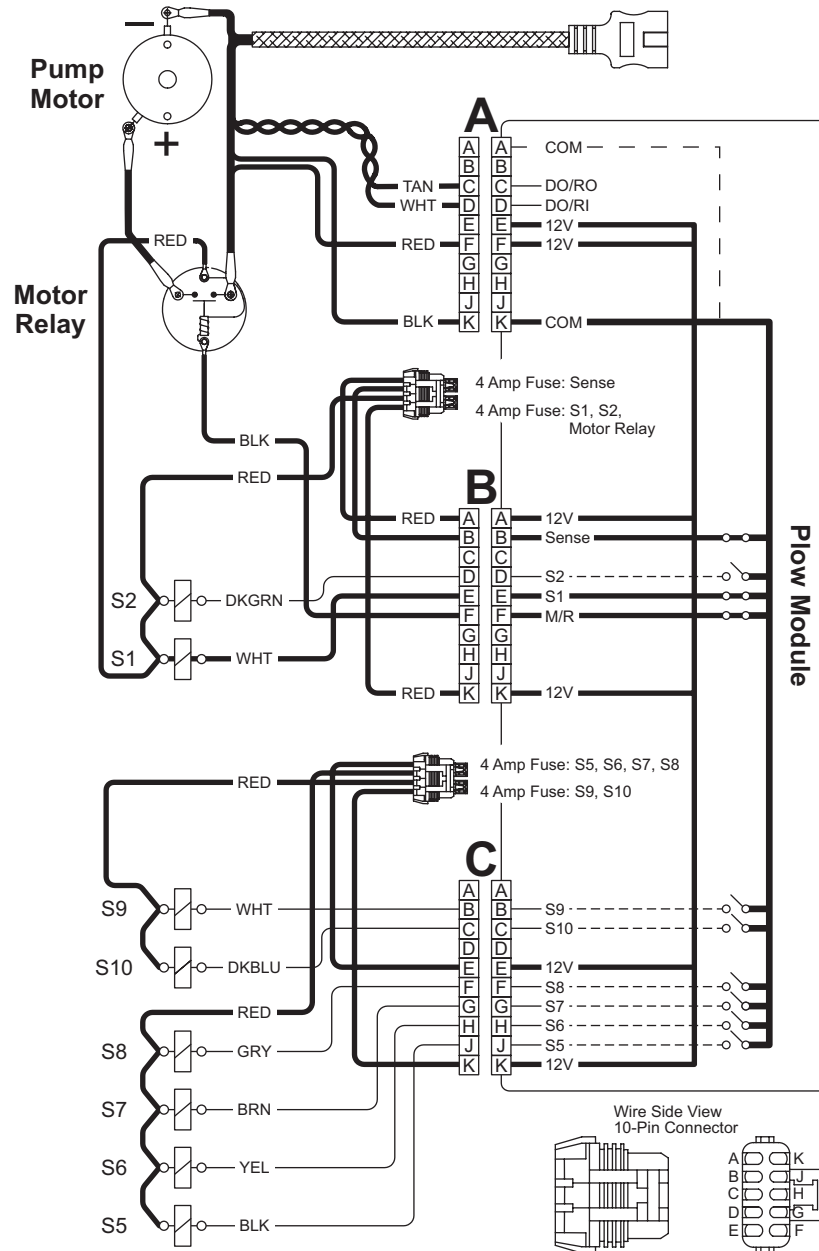 Pump
Motor
−
+
A
A A COM
B B
TAN C C DO/RO
WHT D D DO/RI
E E 12V
RED F F 12V
G G
H H
J J
BLK K K COM
RED
Motor
Relay
4 Amp Fuse: Sense
4 Amp Fuse: S1, S2,
Motor Relay
BLK
RED
B
RED A A 12V
B B Sense
C C
S2 DKGRN D D S2
E E S1
F F M/R
G G
S1 WHT H H
J J
RED K K 12V
Plow Module
4 Amp Fuse: S5, S6, S7, S8
RED
4 Amp Fuse: S9, S10
C
A A
S9 WHT B B S9
C C S10
D D
S10 DKBLU E E 12V
F F S8
RED G G S7
H H S6
S8 GRY J J S5
K K 12V
S7 BRN
S6 YEL
S5 BLK
Wire Side View
10-Pin Connector
A K
B J
C H
D G
E F